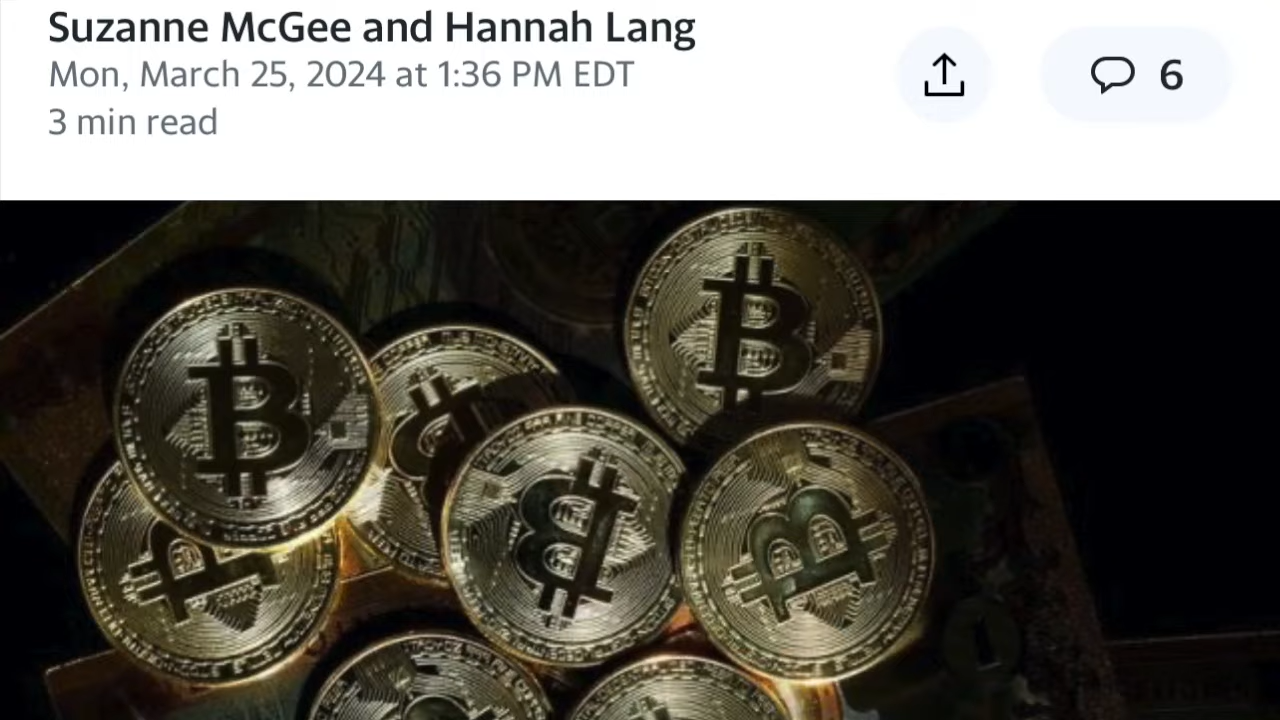 Suzanne McGee and Hannah Lang
Mon, March 25, 2024 at 1:36 PM EDT
6
3 min read